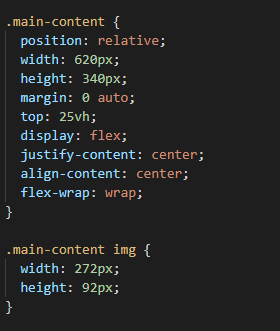 .main-content {
  position: relative;
  width: 620px;
  height: 340px;
  margin: 0 auto;
  top: 25vh;
  display: flex;
  justify-content: center;
  align-content: center;
  flex-wrap: wrap;
}

.main-content img {
  width: 272px;
  height: 92px;
}